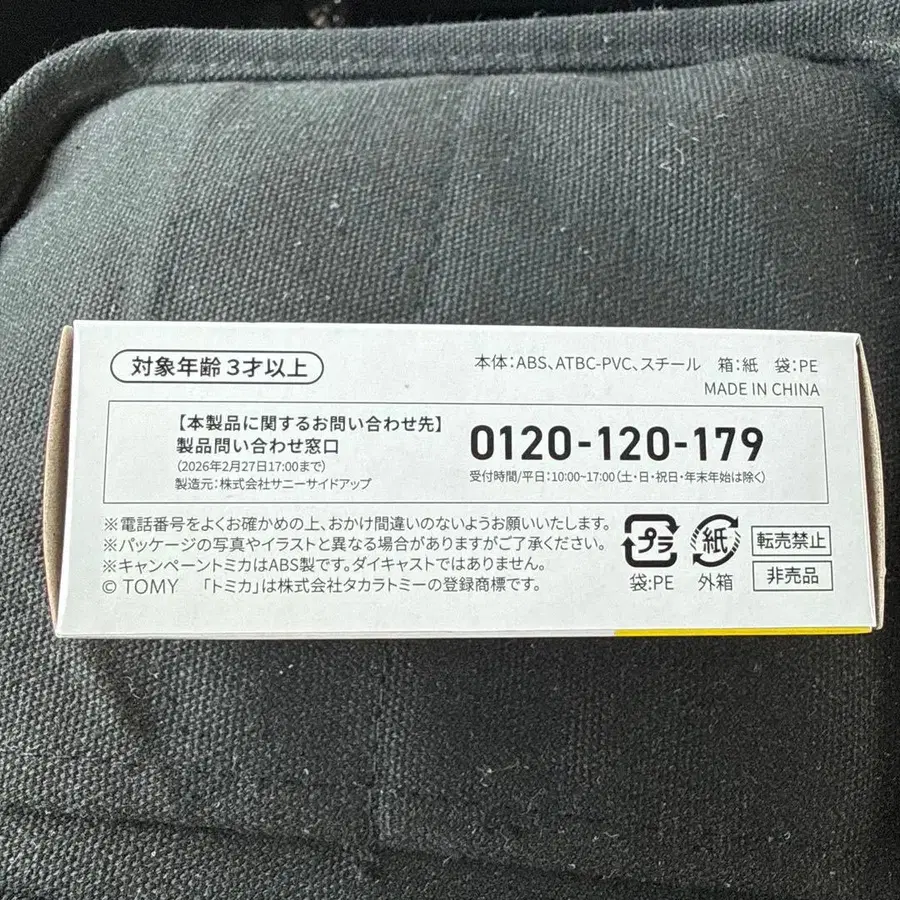 対象年齢3才以上
本体:ABS、ATBC-PVC、スチール 箱:紙 袋:PE
MADE IN CHINA
【本製品に関するお問い合わせ先】
製品問い合わせ窓口
(2026年2月27日17:00まで)
製造元:株式会社サニーサイドアップ
0120-120-179
受付時間/平日:10:00~17:00(土・日・祝日・年末年始は除く)
※電話番号をよくお確かめの上、おかけ間違いのないようお願いいたします。
※パッケージの写真やイラストと異なる場合がありますがご了承ください。
※キャンペーントミカはABS製です。ダイキャストではありません。
© TOMY 「トミカ」は株式会社タカラトミーの登録商標です。
プラ
袋:PE
紙
外箱
転売禁止
非売品